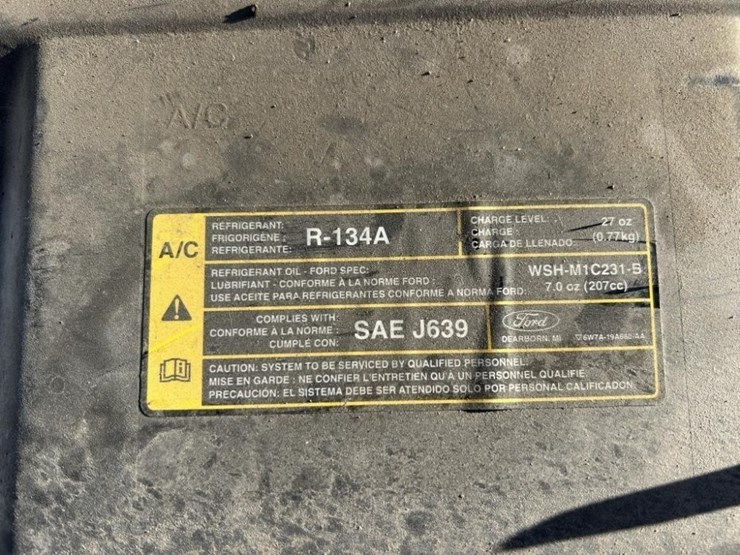 A/C
A/C
REFRIGERANT:
FRIGORIGÈNE :
REFRIGERANTE:
R-134A
CHARGE LEVEL:
CHARGE :
CARGA DE LLENADO:
27 oz
(0.77kg)
REFRIGERANT OIL - FORD SPEC:
LUBRIFIANT - CONFORME À LA NORME FORD :
USE ACEITE PARA REFRIGERANTES CONFORME A NORMA FORD:
WSH-M1C231-B
7.0 oz (207cc)
COMPLIES WITH:
CONFORME À LA NORME :
CUMPLE CON:
SAE J639
Ford
DEARBORN, MI
CAUTION: SYSTEM TO BE SERVICED BY QUALIFIED PERSONNEL.
MISE EN GARDE : NE CONFIER L'ENTRETIEN QU'À UN PERSONNEL QUALIFIÉ.
PRECAUCIÓN: EL SISTEMA DEBE SER ATENDIDO SOLO POR PERSONAL CALIFICADO